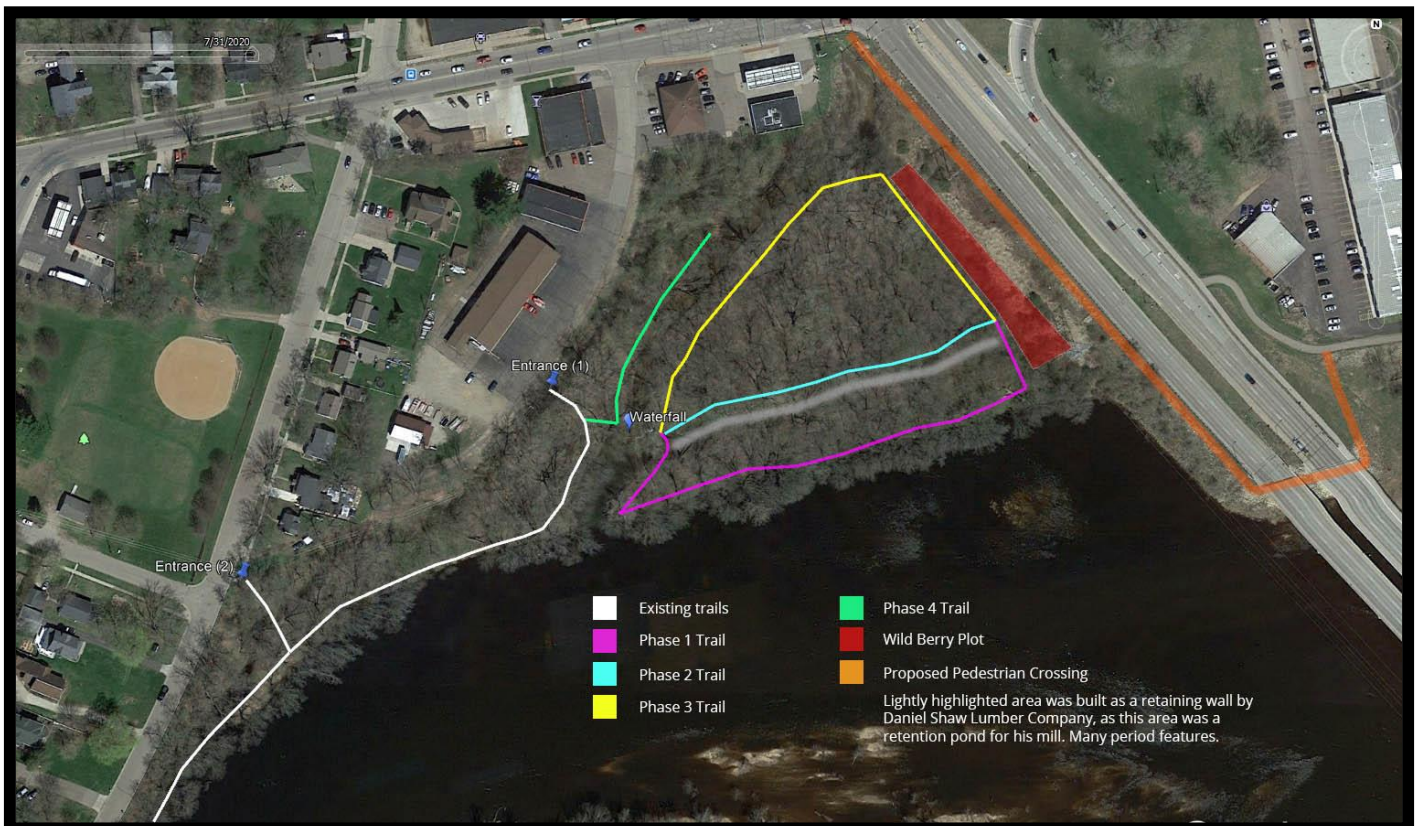 7/31/2020
N
Entrance (1)
Waterfall
Entrance (2)
Existing trails
Phase 1 Trail
Phase 2 Trail
Phase 3 Trail
Phase 4 Trail
Wild Berry Plot
Proposed Pedestrian Crossing
Lightly highlighted area was built as a retaining wall by
Daniel Shaw Lumber Company, as this area was a
retention pond for his mill. Many period features.